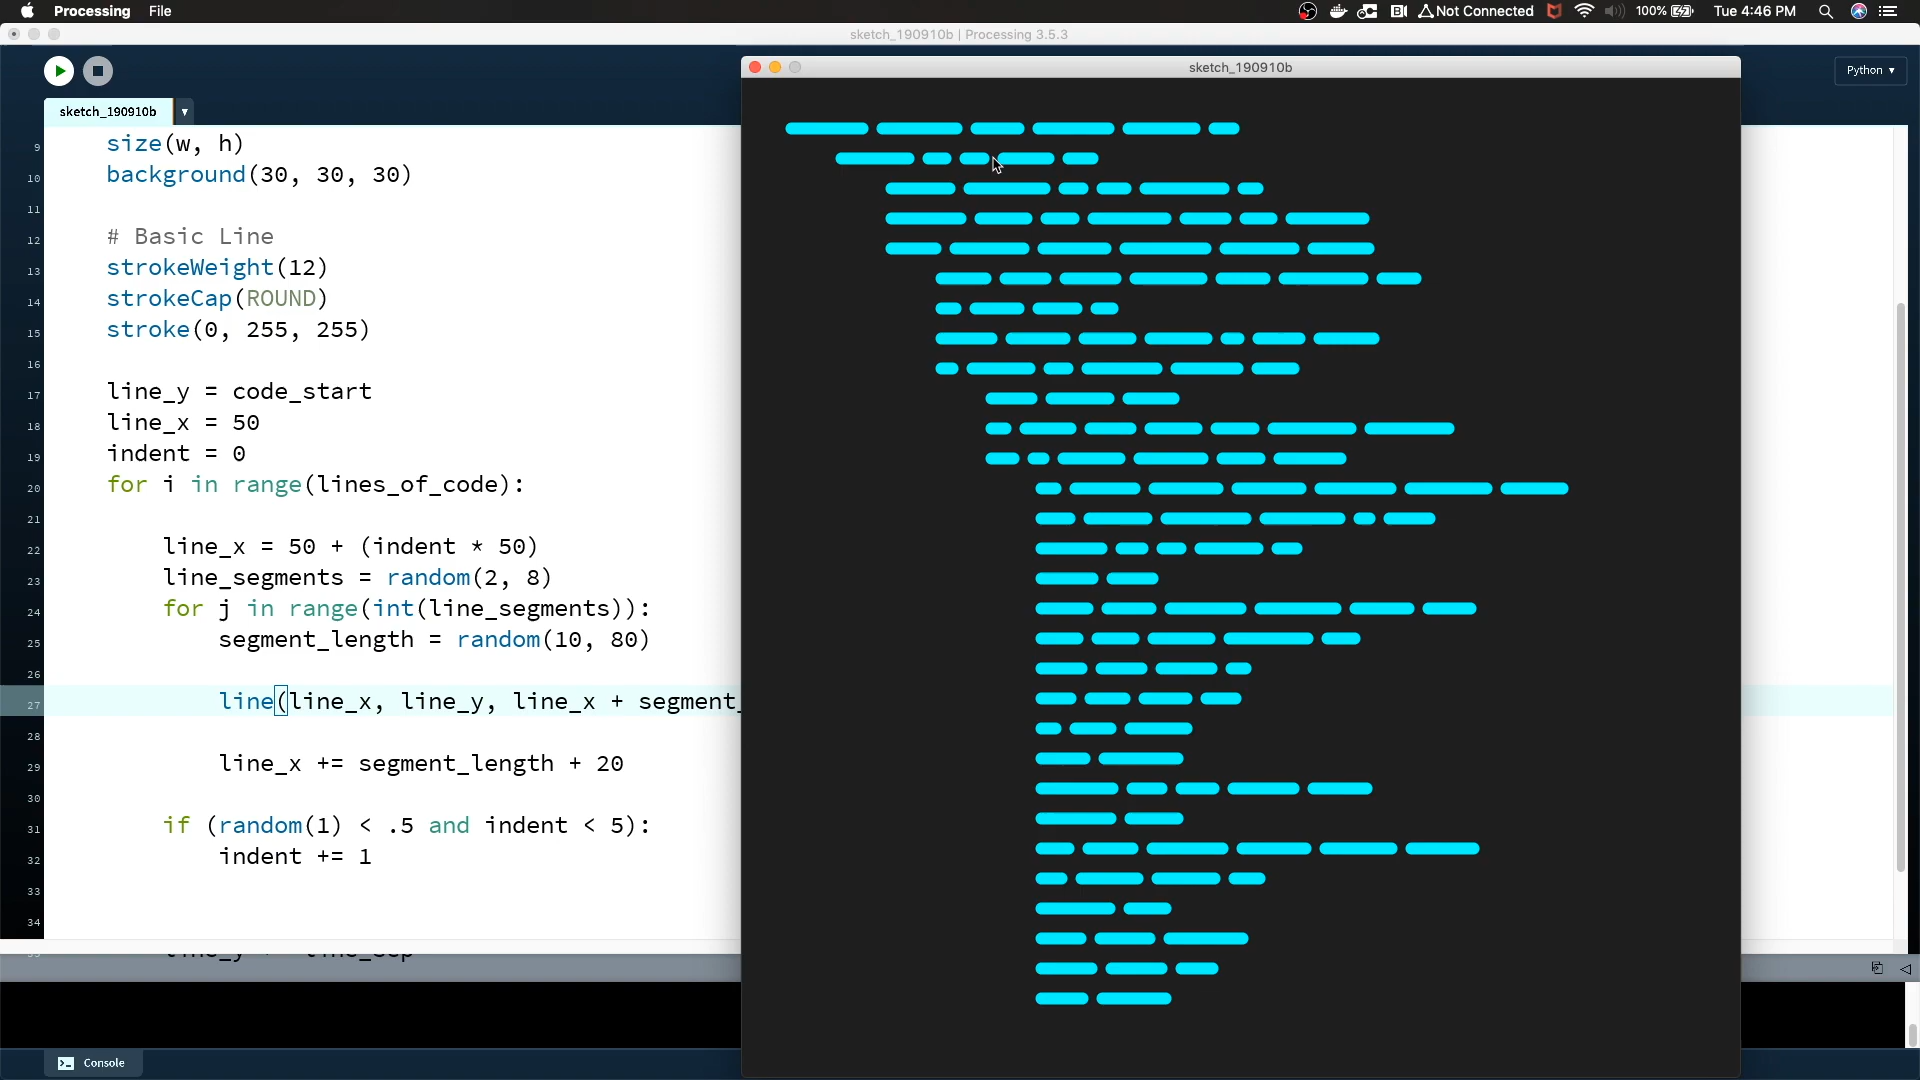 Processing File
Not Connected 100% Tue 4:46 PM
sketch_190910b | Processing 3.5.3
sketch_190910b
Python ▾
sketch_190910b ▾
9 size(w, h)
10 background(30, 30, 30)
11
12 # Basic Line
13 strokeWeight(12)
14 strokeCap(ROUND)
15 stroke(0, 255, 255)
16
17 line_y = code_start
18 line_x = 50
19 indent = 0
20 for i in range(lines_of_code):
21
22 line_x = 50 + (indent * 50)
23 line_segments = random(2, 8)
24 for j in range(int(line_segments)):
25 segment_length = random(10, 80)
26
27 line(line_x, line_y, line_x + segment_
28
29 line_x += segment_length + 20
30
31 if (random(1) < .5 and indent < 5):
32 indent += 1
33
34
Console